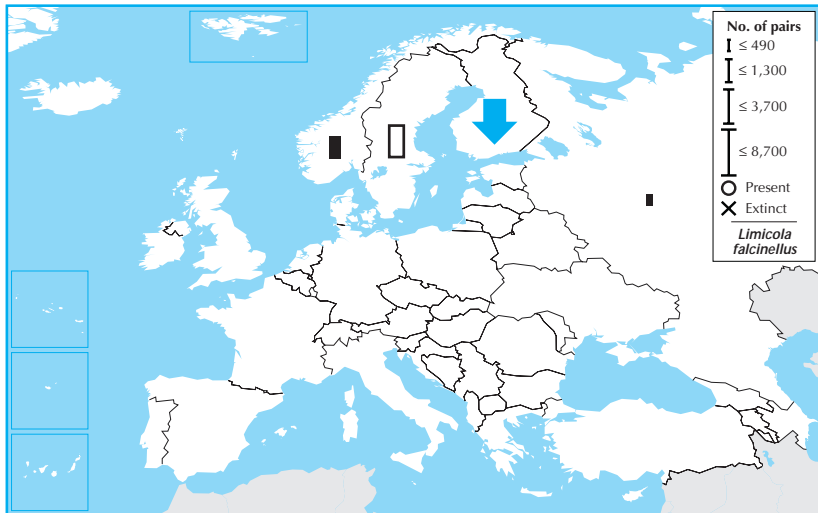 No. of pairs
≤ 490
≤ 1,300
≤ 3,700
≤ 8,700
Present
Extinct
Limicola
falcinellus